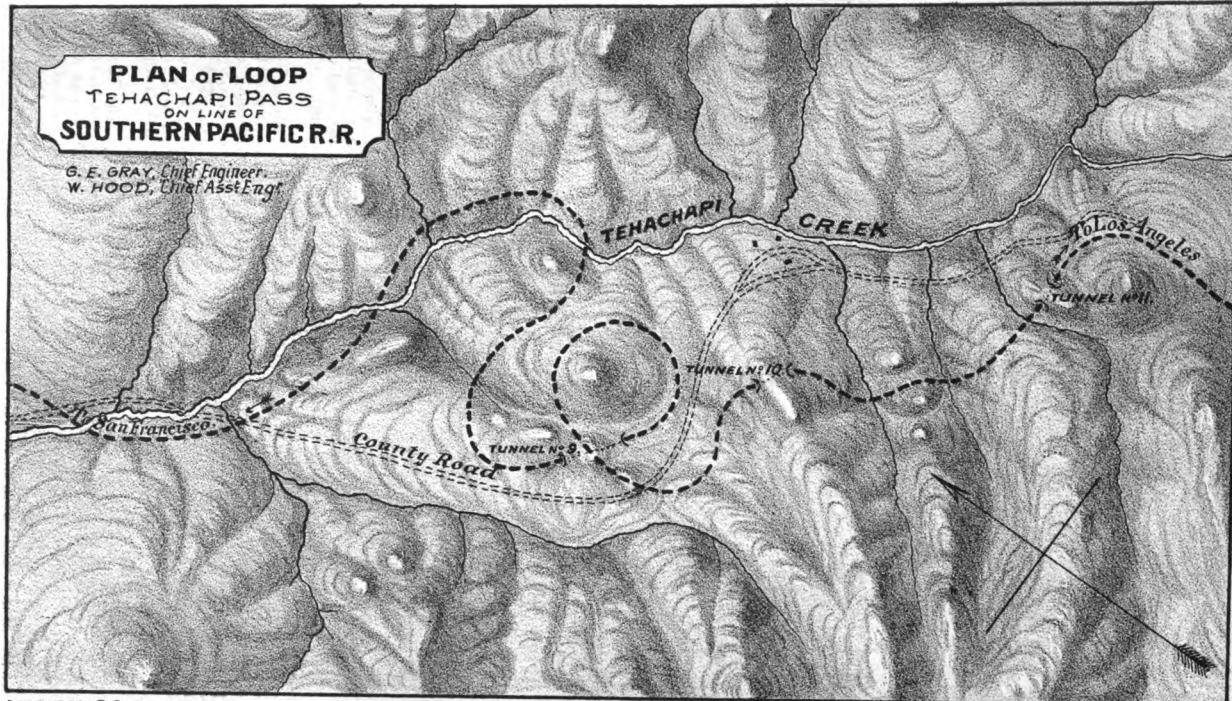 PLAN OF LOOP
TEHACHAPI PASS
ON LINE OF
SOUTHERN PACIFIC R.R.
G. E. GRAY, Chief Engineer.
W. HOOD, Chief Asst Engr.
TEHACHAPI CREEK
To Los Angeles
TUNNEL No 11.
TUNNEL No 10.
To San Francisco.
County Road
TUNNEL No 9.